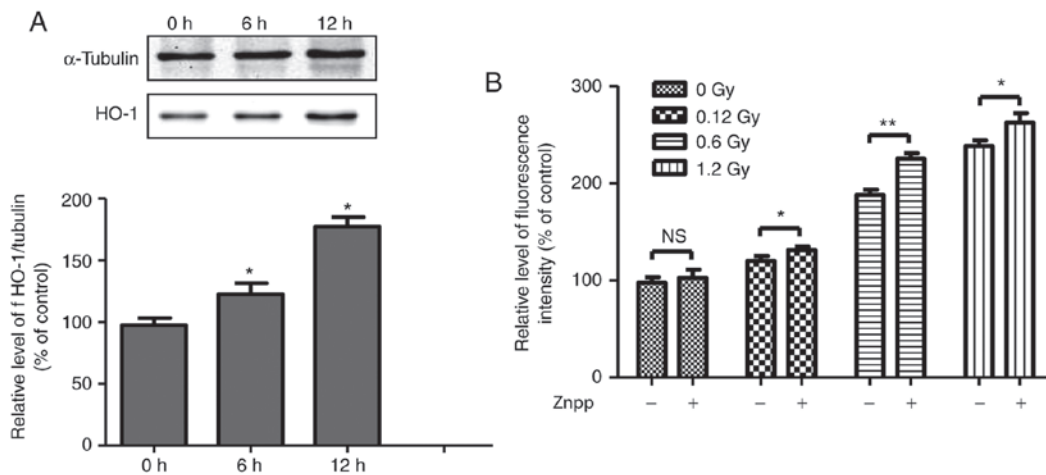 A
0 h 6 h 12 h
α-Tubulin
HO-1
Relative level of f HO-1/tubulin
(% of control)
200
150
100
50
0
*
*
0 h 6 h 12 h
B
0 Gy
0.12 Gy
0.6 Gy
1.2 Gy
Relative level of fluorescence
intensity (% of control)
300
200
100
0
NS
*
**
*
Znpp − + − + − + − +